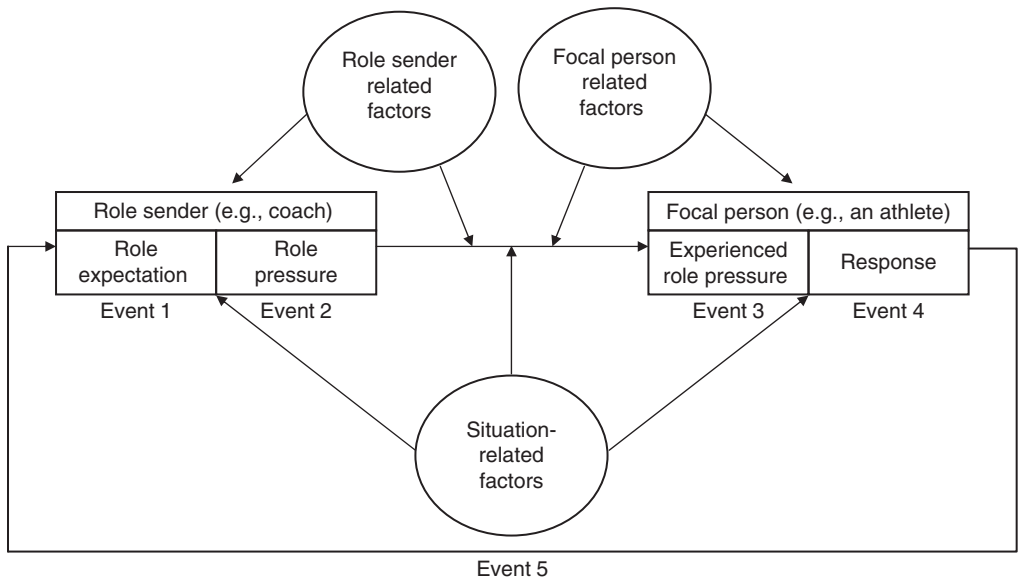 Role sender
related
factors
Focal person
related
factors
Role sender (e.g., coach)
Role
expectation
Role
pressure
Event 1
Event 2
Focal person (e.g., an athlete)
Experienced
role pressure
Response
Event 3
Event 4
Situation-
related
factors
Event 5